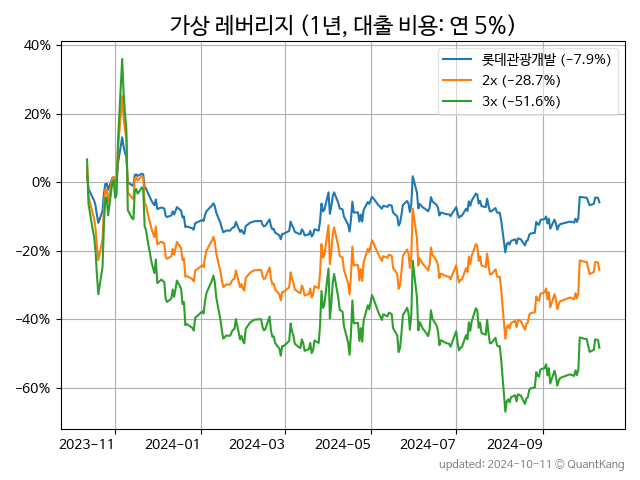 가상 레버리지 (1년, 대출 비용: 연 5%)
롯데관광개발 (−7.9%)
2x (−28.7%)
3x (−51.6%)
40%
20%
0%
−20%
−40%
−60%
2023-11
2024-01
2024-03
2024-05
2024-07
2024-09
updated: 2024-10-11 © QuantKang